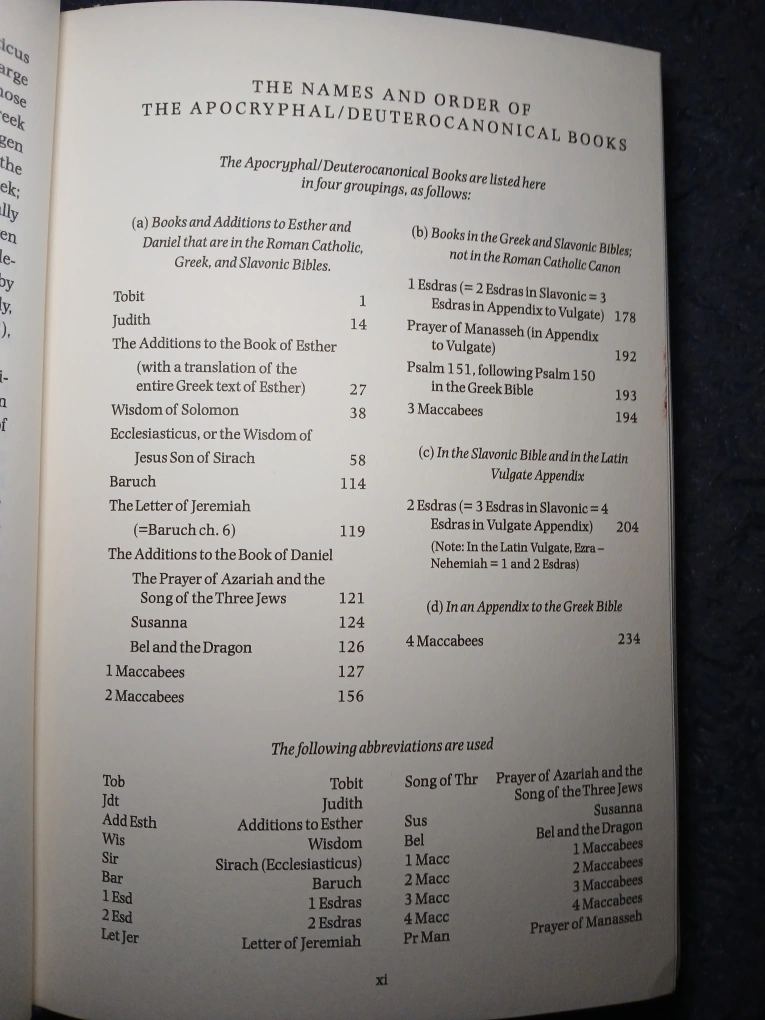 icus
arge
nose
eek
gen
the
ek;
lly
en
le-
by
ly,
),
i-
n
of
THE NAMES AND ORDER OF
THE APOCRYPHAL/DEUTEROCANONICAL BOOKS
The Apocryphal/Deuterocanonical Books are listed here
in four groupings, as follows:
(a) Books and Additions to Esther and
Daniel that are in the Roman Catholic,
Greek, and Slavonic Bibles.
Tobit 1
Judith 14
The Additions to the Book of Esther
(with a translation of the
entire Greek text of Esther) 27
Wisdom of Solomon 38
Ecclesiasticus, or the Wisdom of
Jesus Son of Sirach 58
Baruch 114
The Letter of Jeremiah
(=Baruch ch. 6) 119
The Additions to the Book of Daniel
The Prayer of Azariah and the
Song of the Three Jews 121
Susanna 124
Bel and the Dragon 126
1 Maccabees 127
2 Maccabees 156
(b) Books in the Greek and Slavonic Bibles;
not in the Roman Catholic Canon
1 Esdras (= 2 Esdras in Slavonic = 3
Esdras in Appendix to Vulgate) 178
Prayer of Manasseh (in Appendix
to Vulgate) 192
Psalm 151, following Psalm 150
in the Greek Bible 193
3 Maccabees 194
(c) In the Slavonic Bible and in the Latin
Vulgate Appendix
2 Esdras (= 3 Esdras in Slavonic = 4
Esdras in Vulgate Appendix) 204
(Note: In the Latin Vulgate, Ezra–
Nehemiah = 1 and 2 Esdras)
(d) In an Appendix to the Greek Bible
4 Maccabees 234
The following abbreviations are used
Tob Tobit
Jdt Judith
Add Esth Additions to Esther
Wis Wisdom
Sir Sirach (Ecclesiasticus)
Bar Baruch
1 Esd 1 Esdras
2 Esd 2 Esdras
Let Jer Letter of Jeremiah
Song of Thr Prayer of Azariah and the
Song of the Three Jews
Sus Susanna
Bel Bel and the Dragon
1 Macc 1 Maccabees
2 Macc 2 Maccabees
3 Macc 3 Maccabees
4 Macc 4 Maccabees
Pr Man Prayer of Manasseh
xi